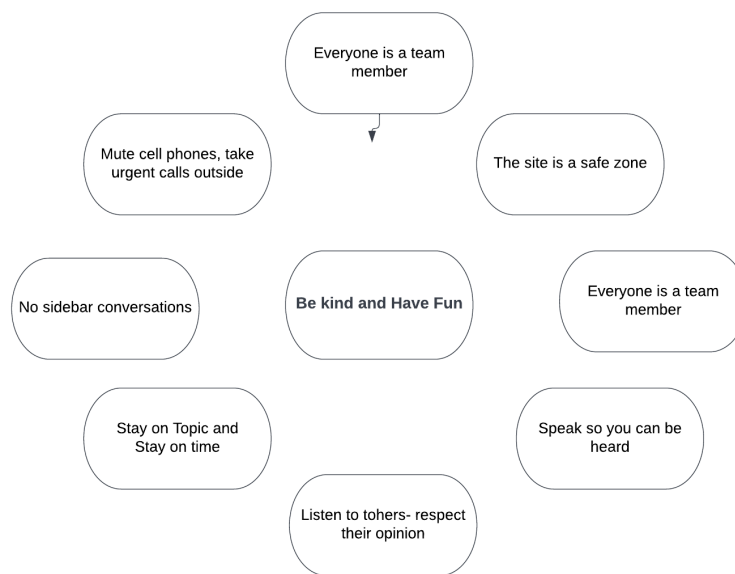 Everyone is a team
member
Mute cell phones, take
urgent calls outside
The site is a safe zone
No sidebar conversations
Be kind and Have Fun
Everyone is a team
member
Stay on Topic and
Stay on time
Speak so you can be
heard
Listen to tohers- respect
their opinion